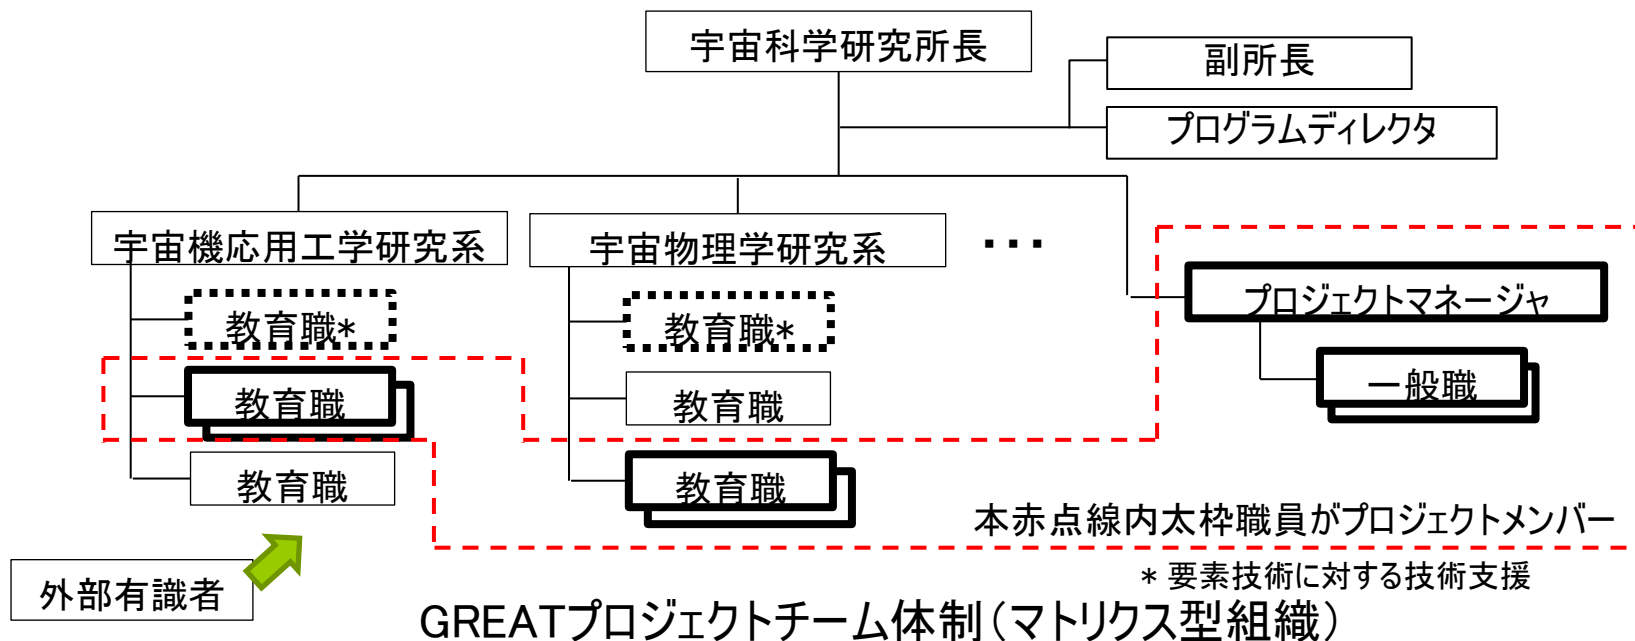 宇宙科学研究所長
副所長
プログラムディレクタ
宇宙機応用工学研究系
宇宙物理学研究系
･･･
プロジェクトマネージャ
教育職*
教育職*
教育職
教育職
一般職
教育職
教育職
本赤点線内太枠職員がプロジェクトメンバー
外部有識者
* 要素技術に対する技術支援
GREATプロジェクトチーム体制(マトリクス型組織)